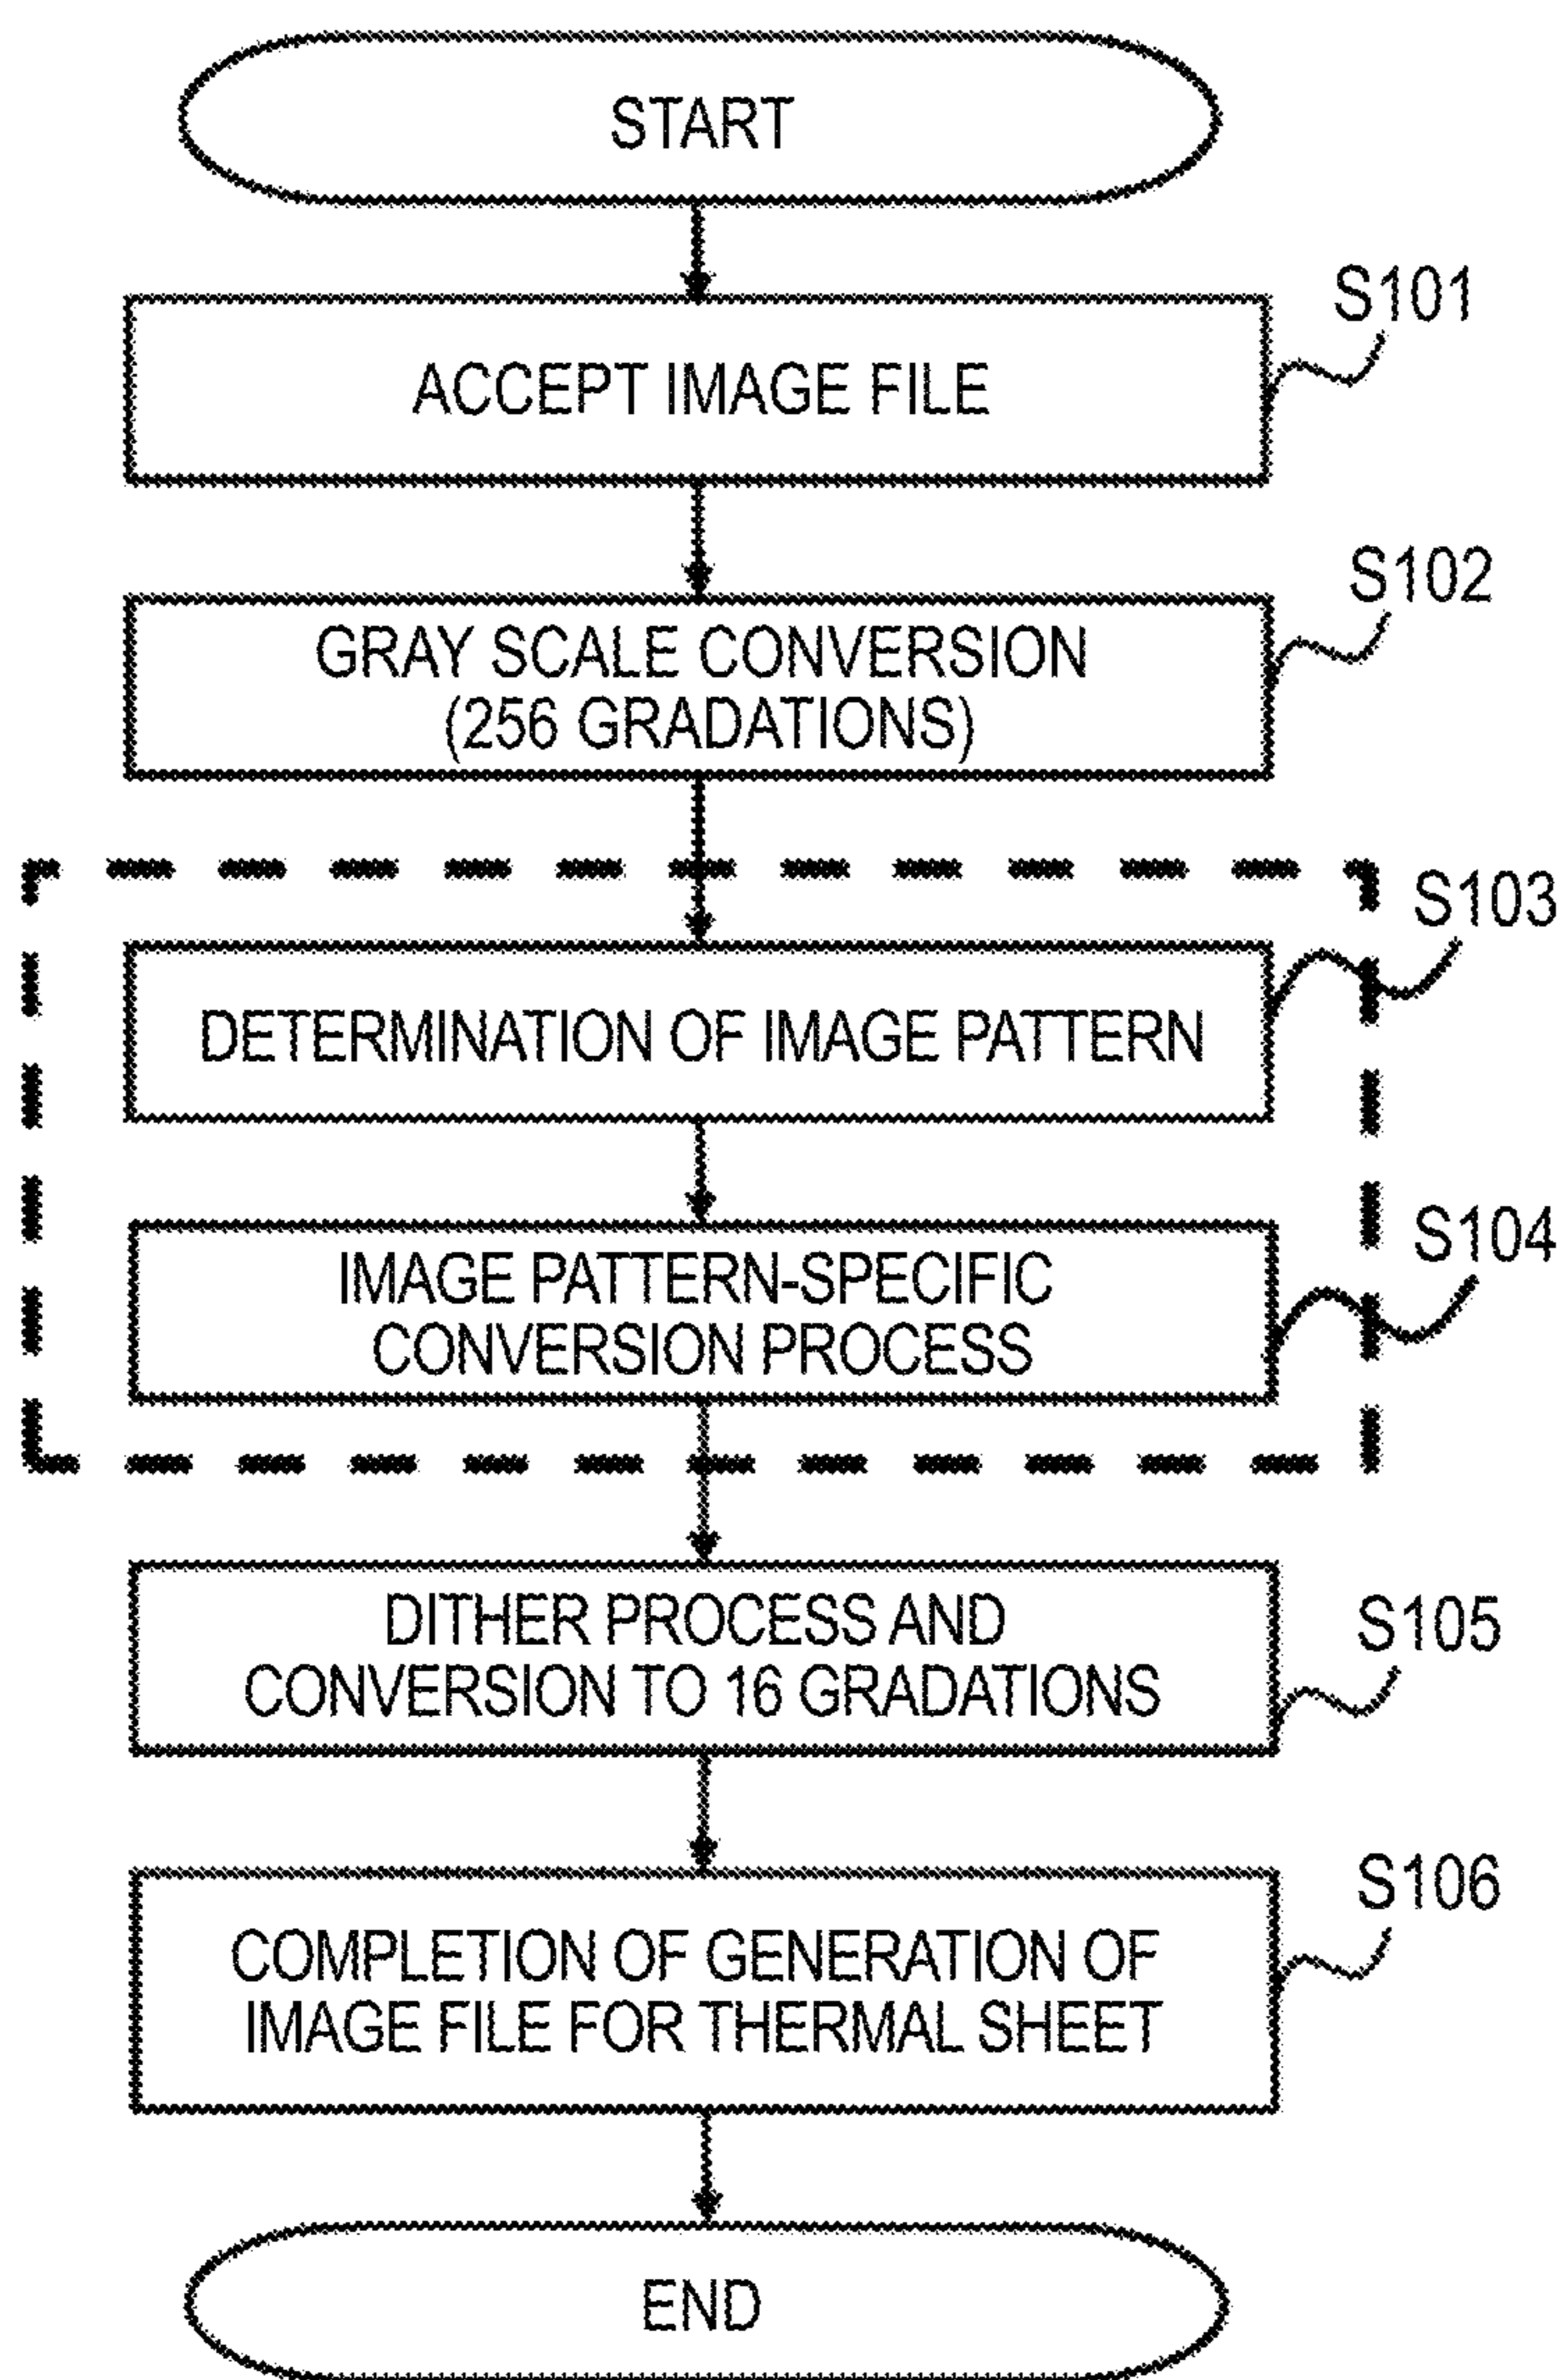 START
S101
ACCEPT IMAGE FILE
S102
GRAY SCALE CONVERSION
(256 GRADATIONS)
S103
DETERMINATION OF IMAGE PATTERN
S104
IMAGE PATTERN-SPECIFIC
CONVERSION PROCESS
S105
DITHER PROCESS AND
CONVERSION TO 16 GRADATIONS
S106
COMPLETION OF GENERATION OF
IMAGE FILE FOR THERMAL SHEET
END